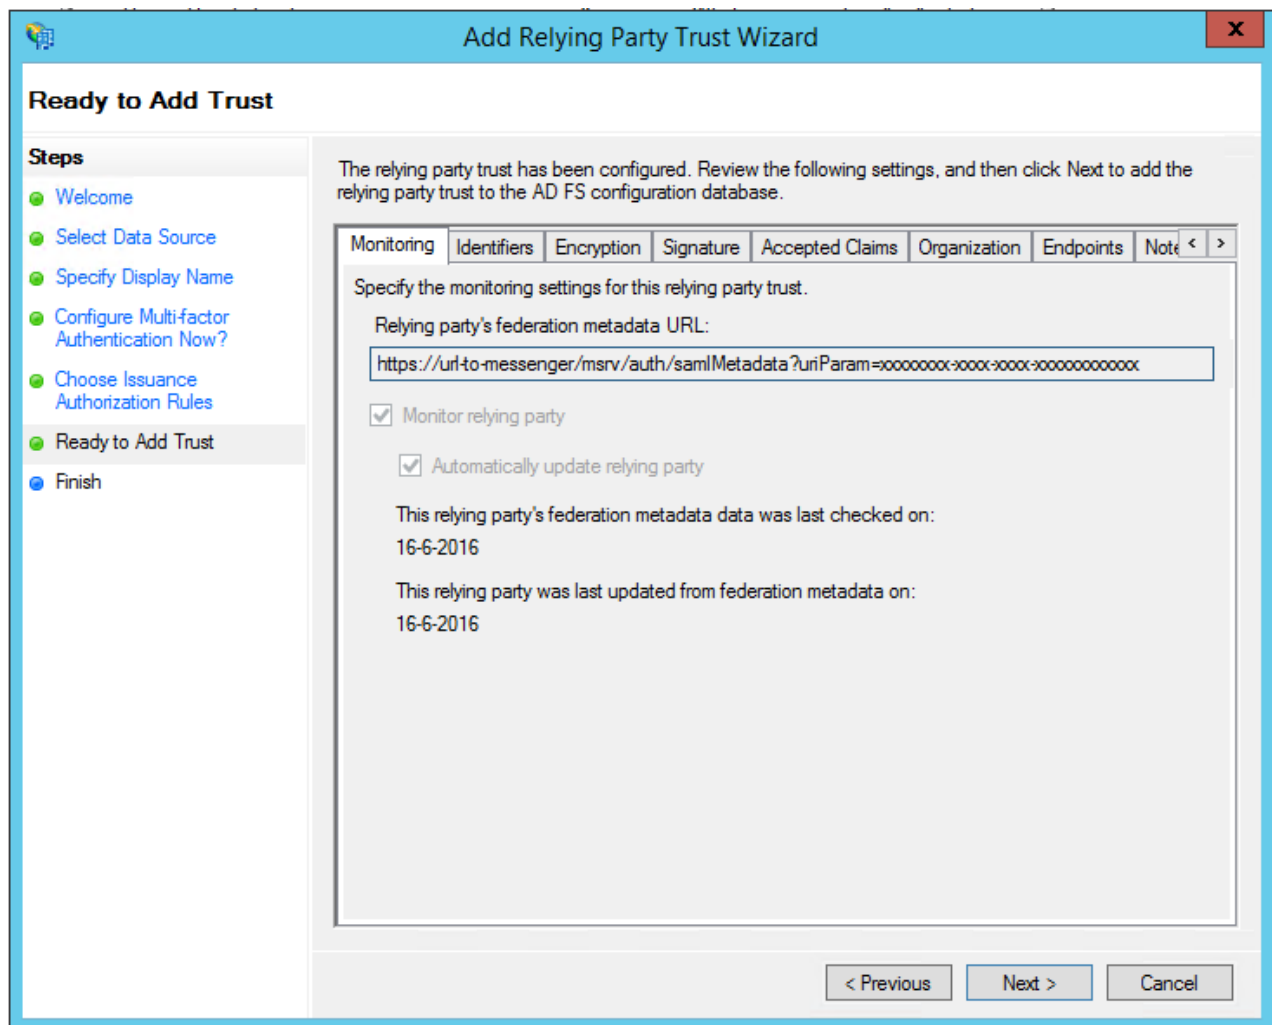 Add Relying Party Trust Wizard
x
Ready to Add Trust
Steps
Welcome
Select Data Source
Specify Display Name
Configure Multi-factor
Authentication Now?
Choose Issuance
Authorization Rules
Ready to Add Trust
Finish
The relying party trust has been configured. Review the following settings, and then click Next to add the
relying party trust to the AD FS configuration database.
Monitoring Identifiers Encryption Signature Accepted Claims Organization Endpoints Note < >
Specify the monitoring settings for this relying party trust.
Relying party's federation metadata URL:
https://url-to-messenger/msrv/auth/samlMetadata?uriParam=xxxxxxxx-xxxx-xxxx-xxxxxxxxxxxxx
Monitor relying party
Automatically update relying party
This relying party's federation metadata data was last checked on:
16-6-2016
This relying party was last updated from federation metadata on:
16-6-2016
< Previous Next > Cancel